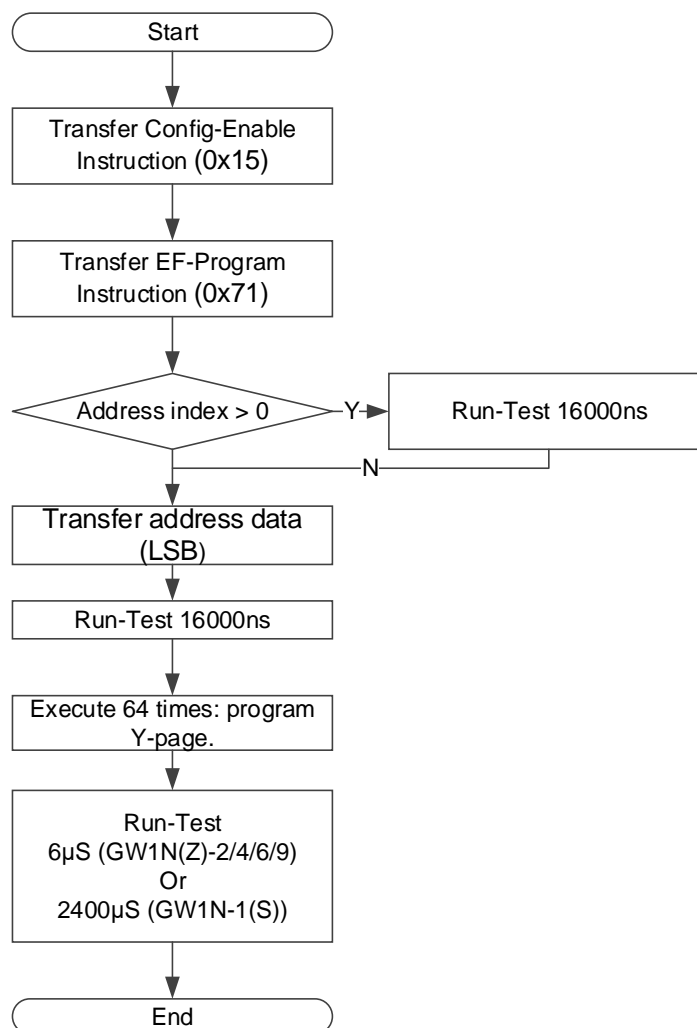 Start
Transfer Config-Enable
Instruction (0x15)
Transfer EF-Program
Instruction (0x71)
Address index > 0
Y
Run-Test 16000ns
N
Transfer address data
(LSB)
Run-Test 16000ns
Execute 64 times: program
Y-page.
Run-Test
6μS (GW1N(Z)-2/4/6/9)
Or
2400μS (GW1N-1(S))
End